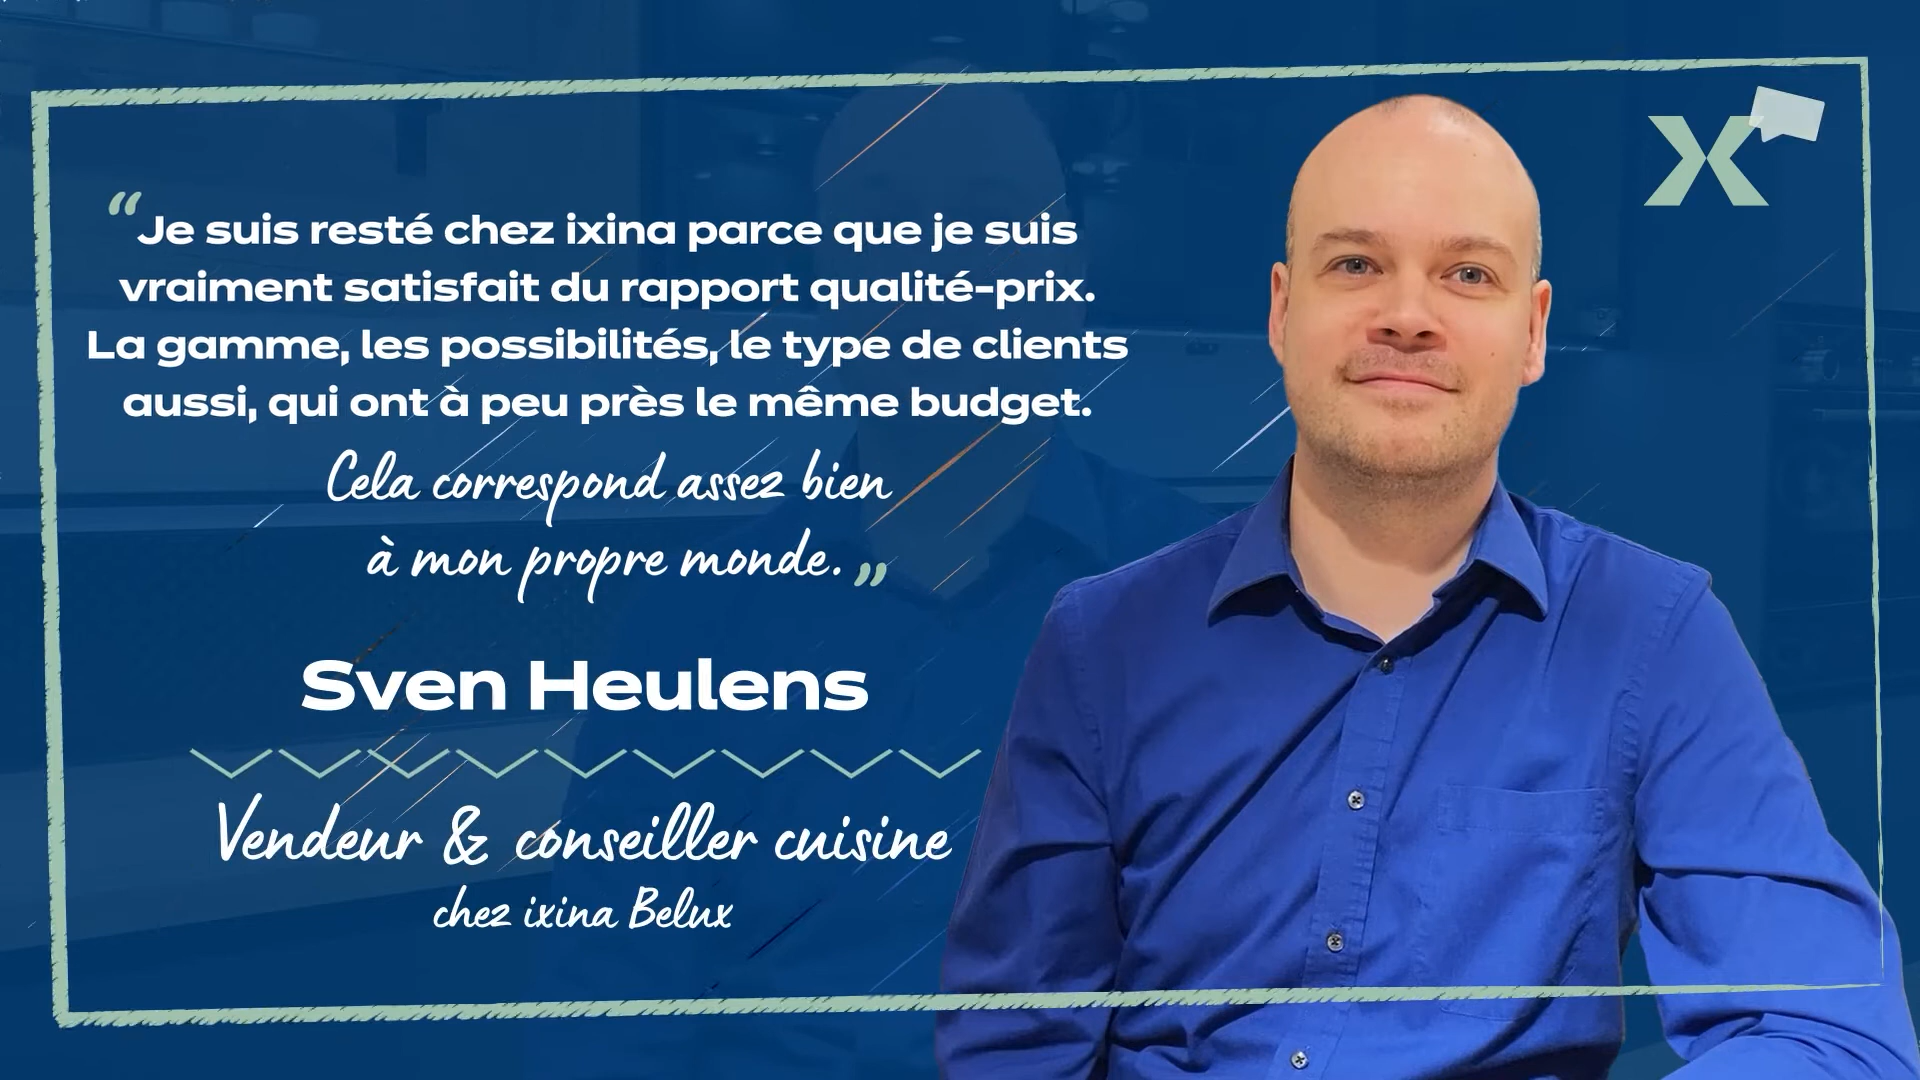 “Je suis resté chez ixina parce que je suis
vraiment satisfait du rapport qualité-prix.
La gamme, les possibilités, le type de clients
aussi, qui ont à peu près le même budget.
Cela correspond assez bien
à mon propre monde.”
Sven Heulens
Vendeur & conseiller cuisine
chez ixina Belux
X